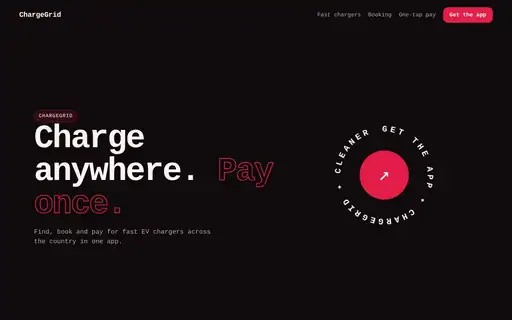 ChargeGrid
Fast chargers Booking One-tap pay Get the app
CHARGEGRID
Charge
anywhere. Pay
once.
Find, book and pay for fast EV chargers across
the country in one app.
GET THE APP • CHARGEGRID • CLEANER
↗